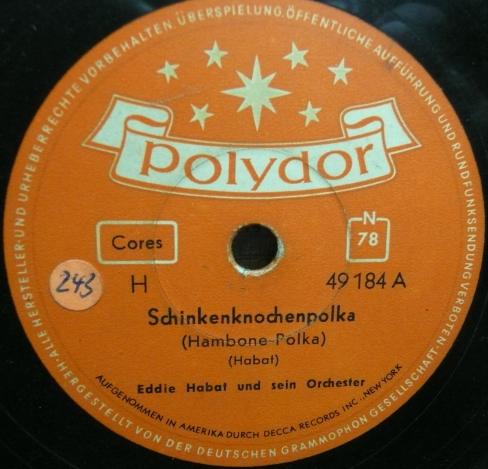 ALLE HERSTELLER- UND URHEBERRECHTE VORBEHALTEN. ÜBERSPIELUNG, ÖFFENTLICHE AUFFÜHRUNG UND RUNDFUNKSENDUNG VERBOTEN.
polydor
Cores
N
78
243
H
49 184 A
Schinkenknochenpolka
(Hambone-Polka)
(Habat)
Eddie Habat und sein Orchester
AUFGENOMMEN IN AMERIKA DURCH DECCA RECORDS INC., NEW YORK
HERGESTELLT VON DER DEUTSCHEN GRAMMOPHON GESELLSCHAFT